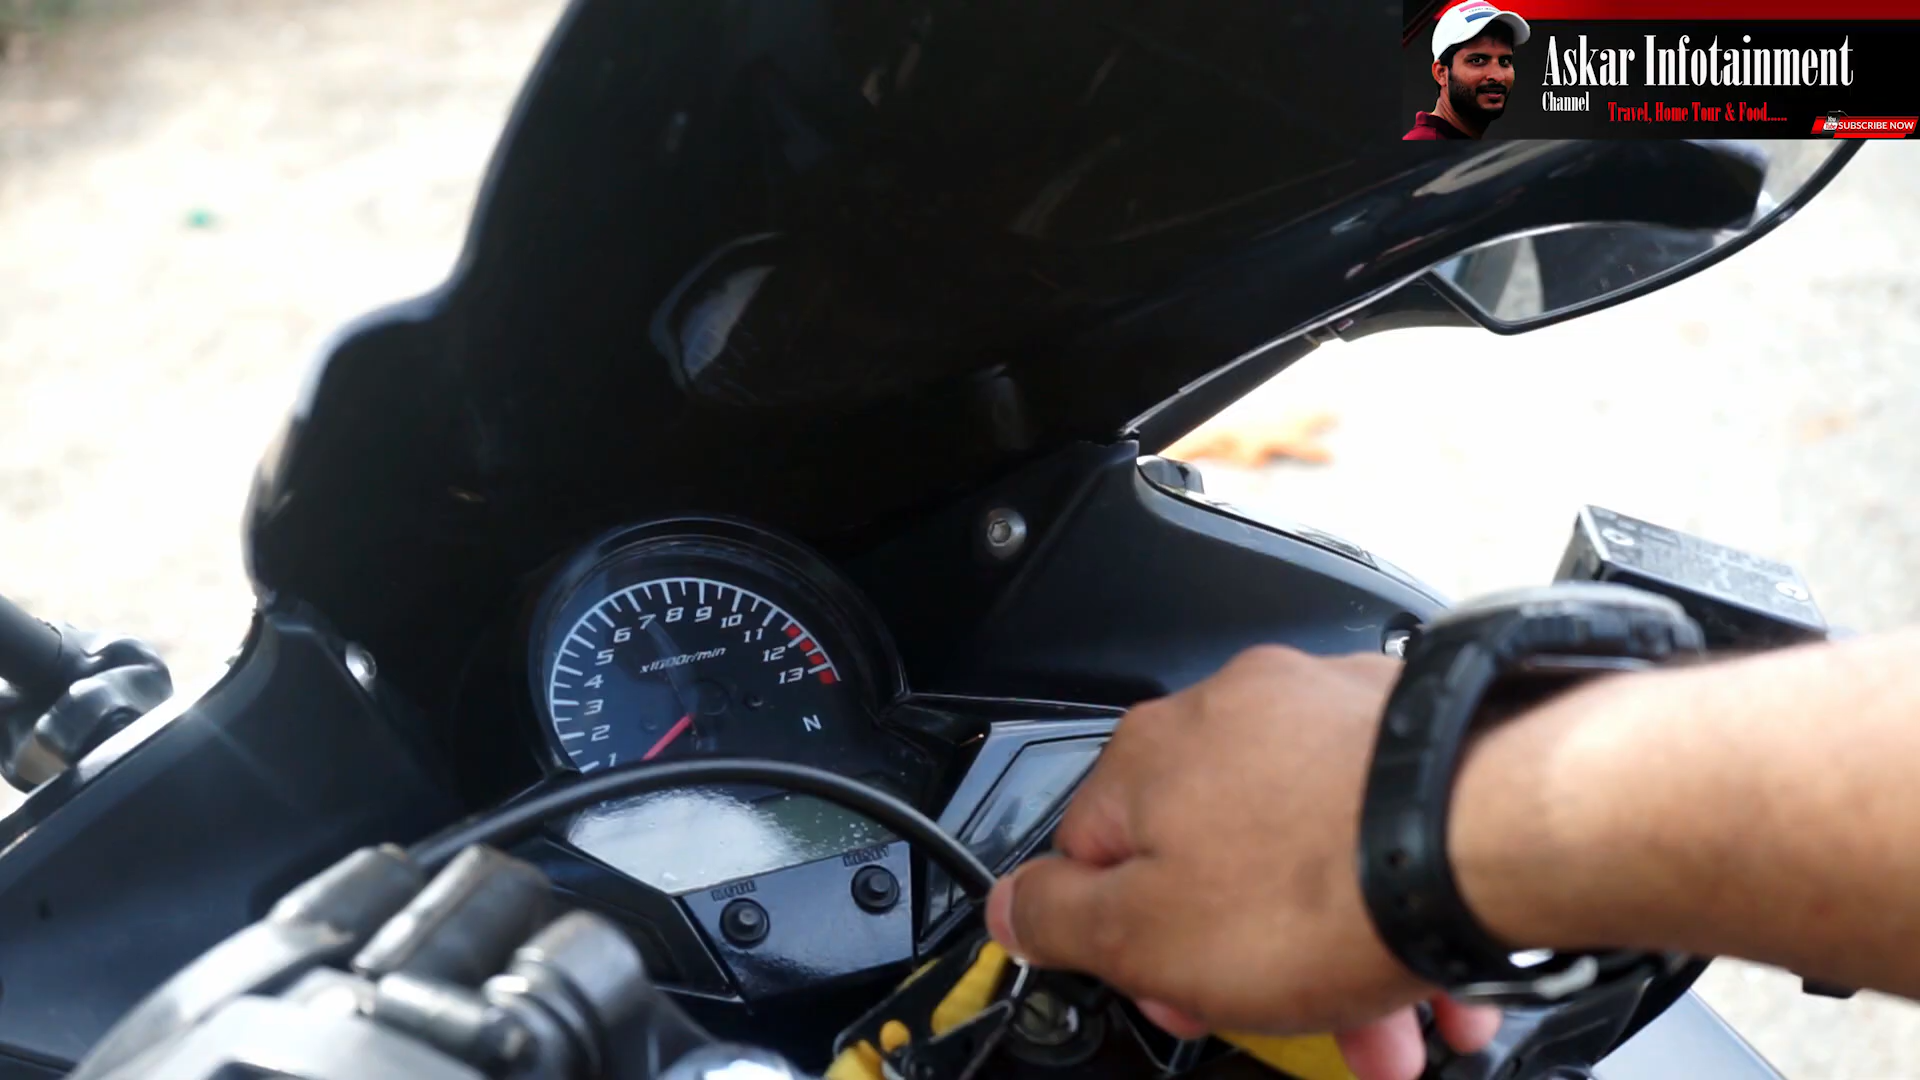 Askar Infotainment
Channel
Travel, Home Tour & Food......
SUBSCRIBE NOW
1 2 3 4 5 6 7 8 9 10 11 12 13
x1000r/min
N